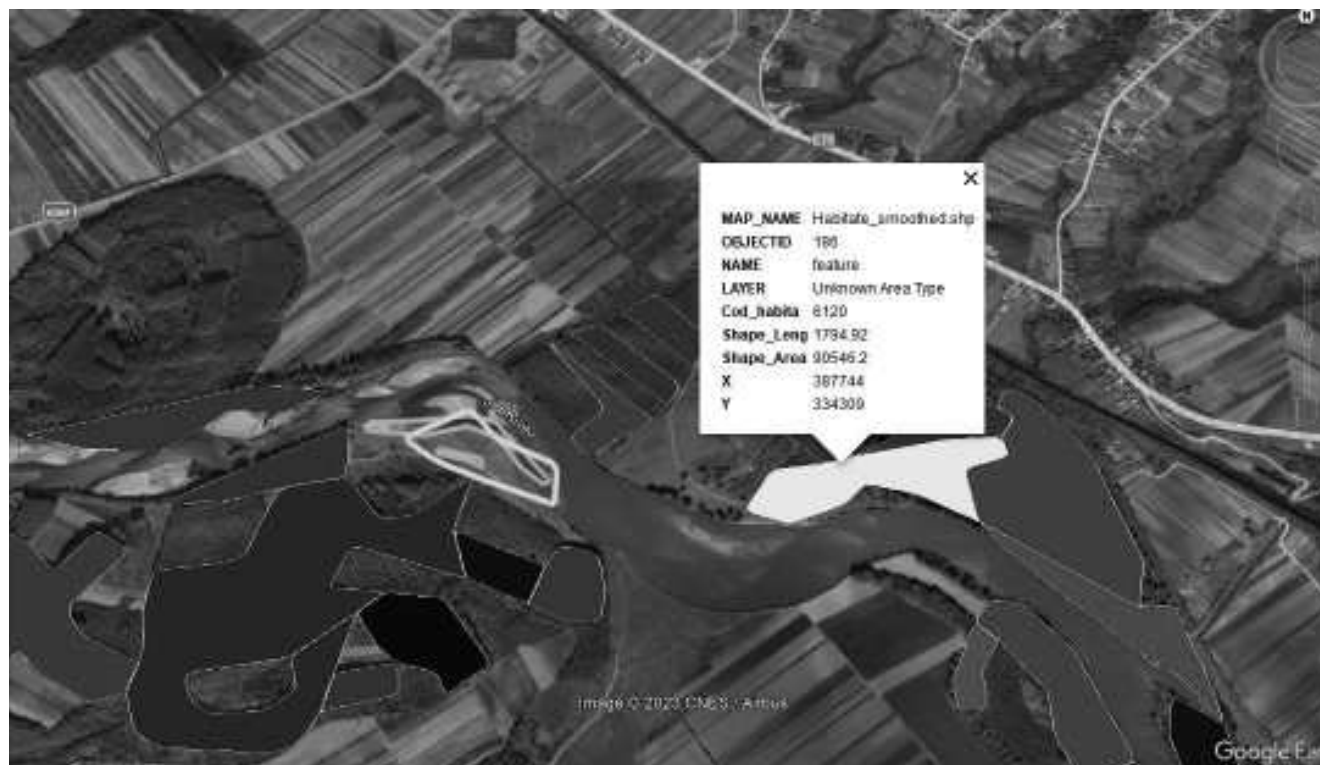 MAP_NAME Habitate_smoothed.shp
OBJECTID 186
NAME feature
LAYER Unknown Area Type
Cod_habita 6120
Shape_Leng 1794.92
Shape_Area 90546.2
X 387744
Y 334309
Image © 2023 CNES / Airbus
Google